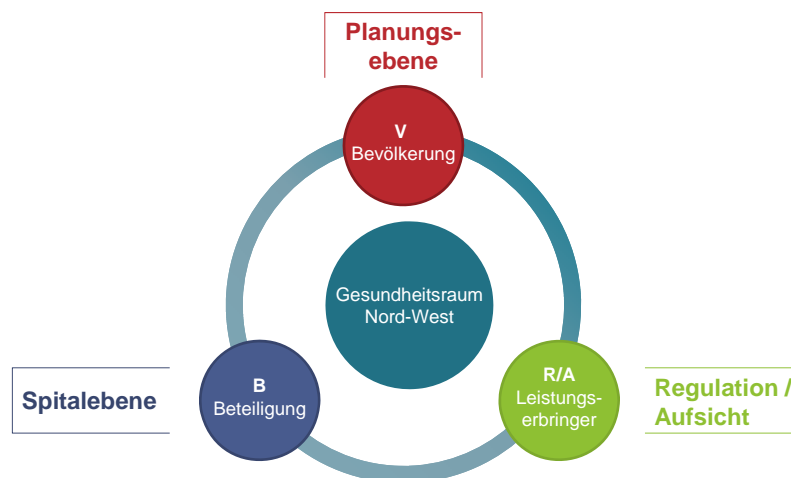 Planungs-
ebene
V
Bevölkerung
Gesundheitsraum
Nord-West
Spitalebene
B
Beteiligung
R/A
Leistungs-
erbringer
Regulation /
Aufsicht